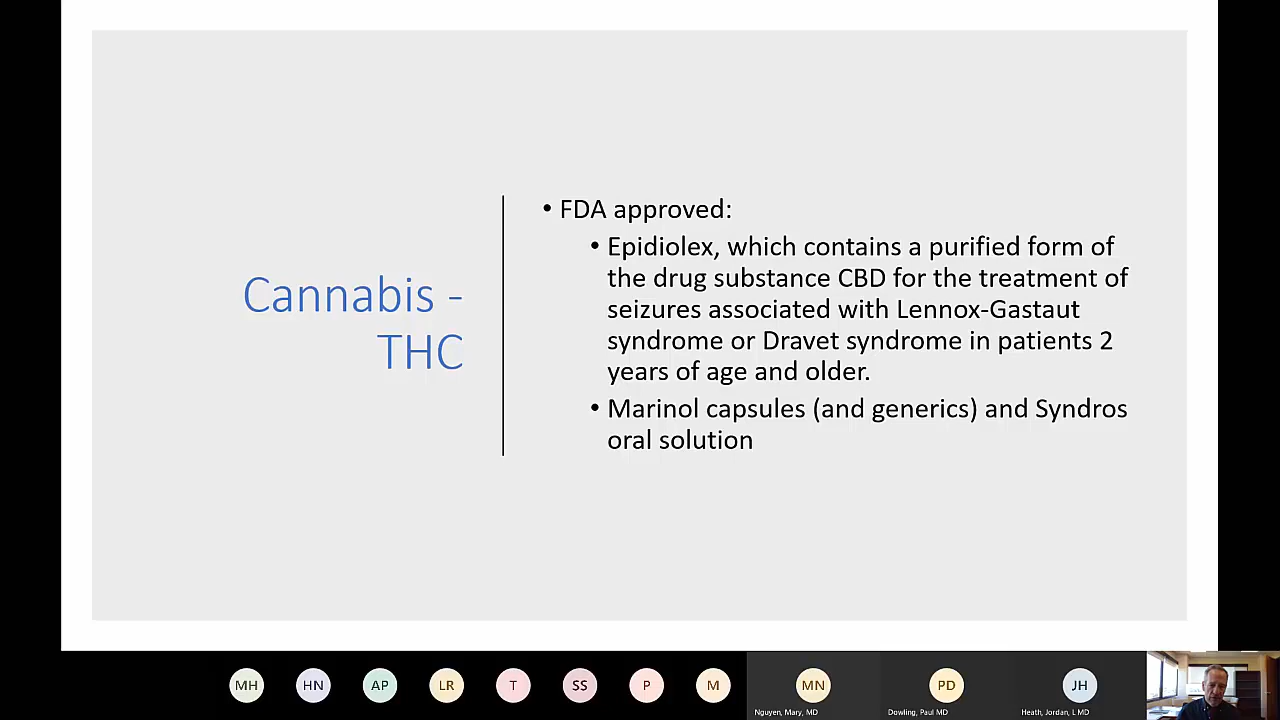 Cannabis -
THC
• FDA approved:
• Epidiolex, which contains a purified form of
the drug substance CBD for the treatment of
seizures associated with Lennox-Gastaut
syndrome or Dravet syndrome in patients 2
years of age and older.
• Marinol capsules (and generics) and Syndros
oral solution
MH
HN
AP
LR
T
SS
P
M
MN
PD
JH
Nguyen, Mary, MD
Dowling, Paul MD
Heath, Jordan, L MD